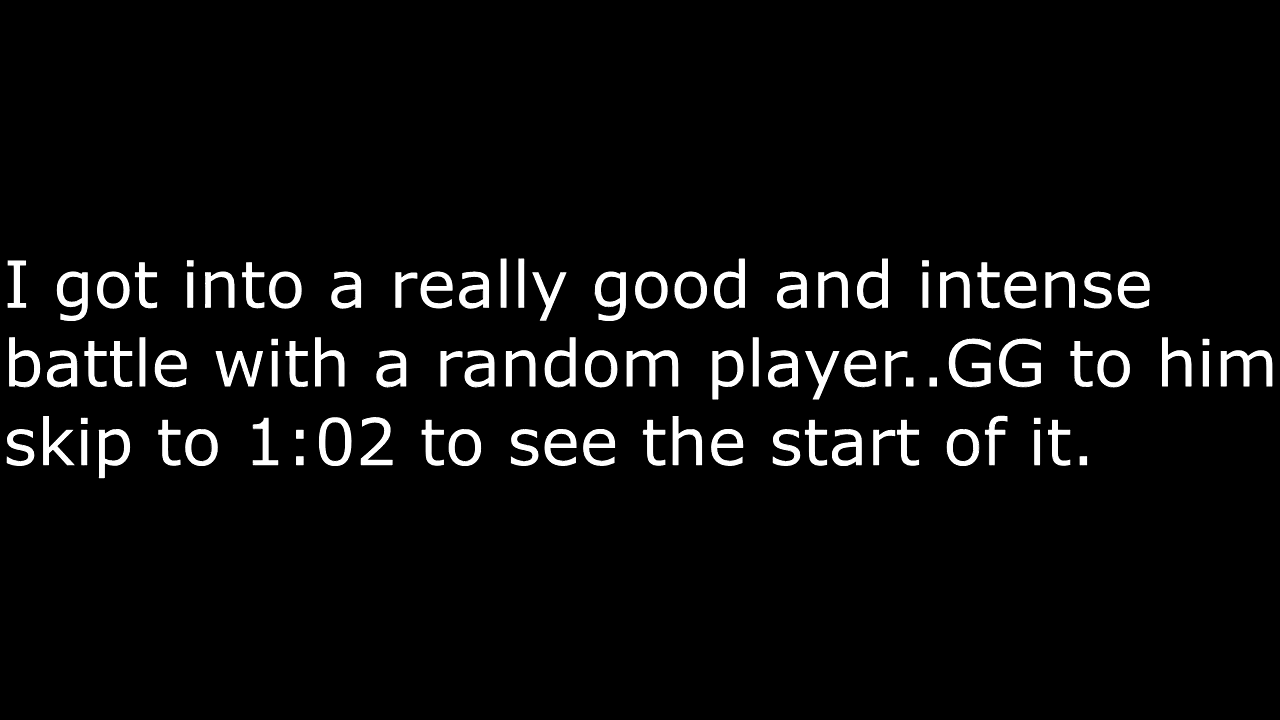 I got into a really good and intense
battle with a random player..GG to him
skip to 1:02 to see the start of it.